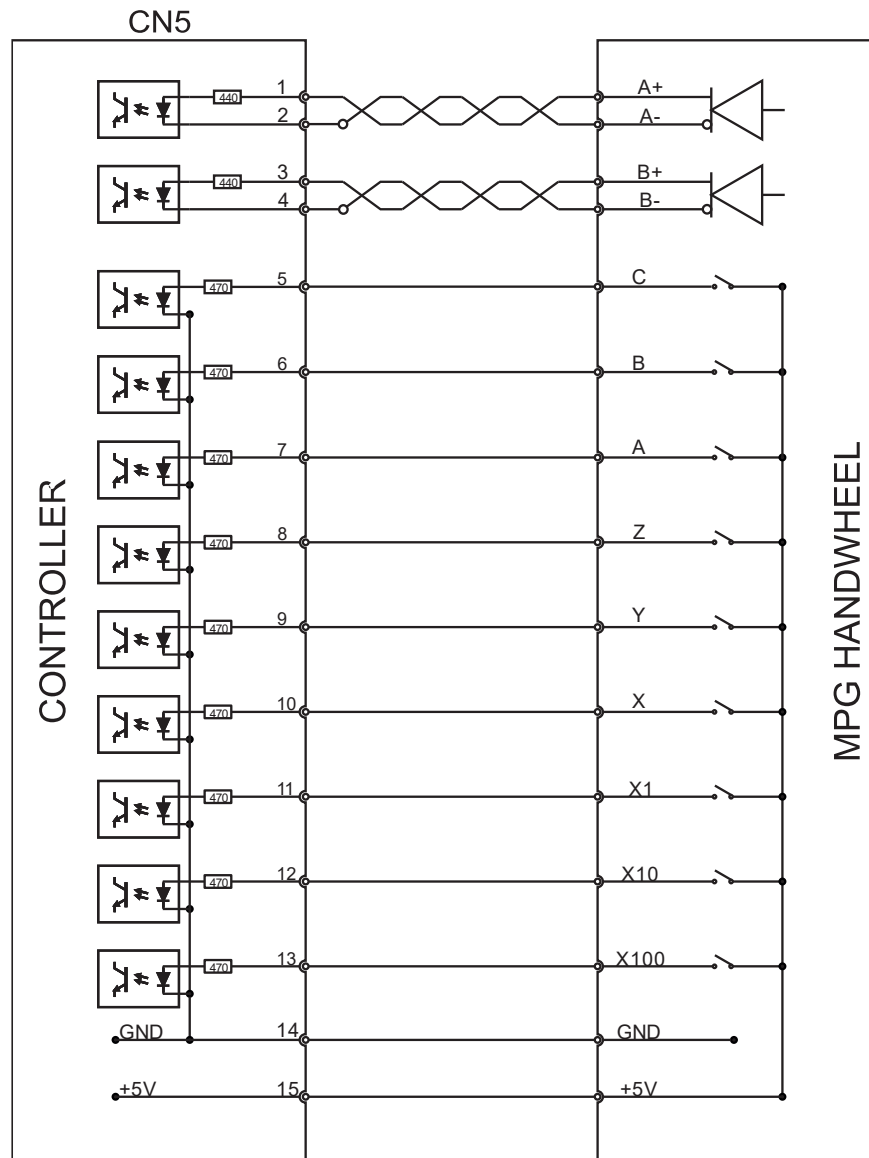 CN5
440 1 A+
2 A-
440 3 B+
4 B-
470 5 C
470 6 B
470 7 A
470 8 Z
470 9 Y
470 10 X
470 11 X1
470 12 X10
470 13 X100
GND 14 GND
+5V 15 +5V
CONTROLLER
MPG HANDWHEEL